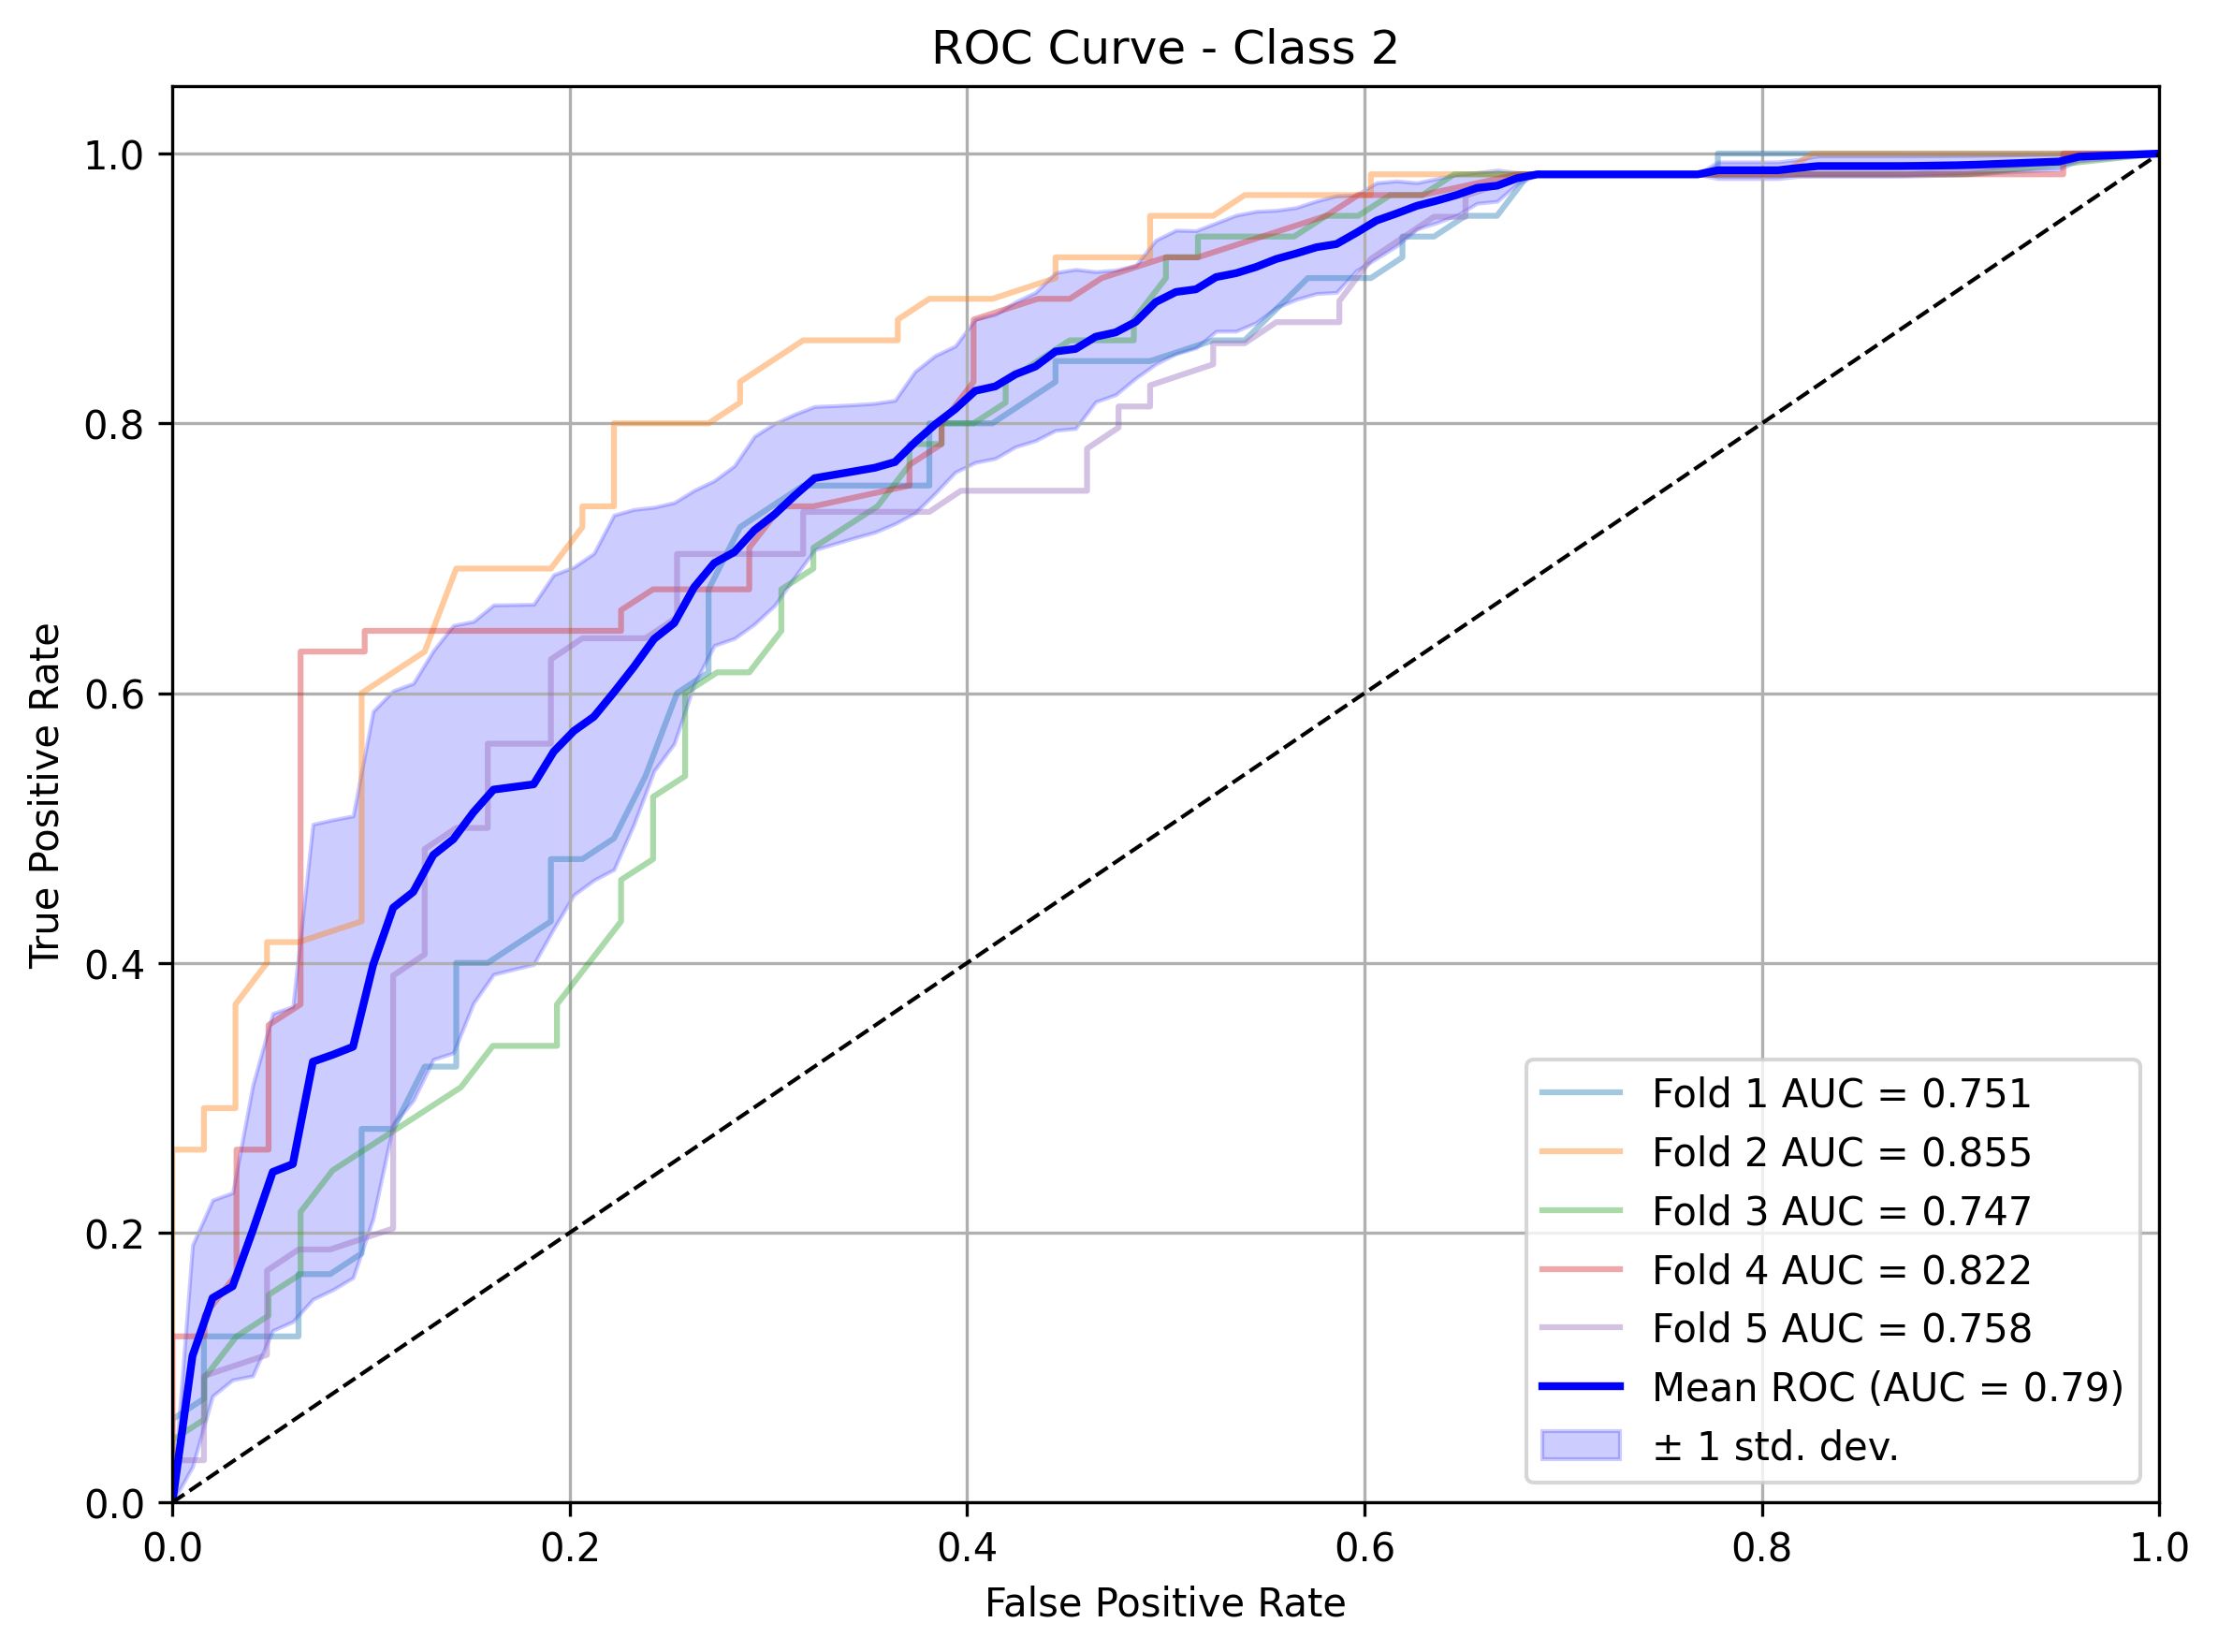 ROC Curve - Class 2
True Positive Rate
1.0
0.8
0.6
0.4
0.2
0.0
0.0 0.2 0.4 0.6 0.8 1.0
False Positive Rate
Fold 1 AUC = 0.751
Fold 2 AUC = 0.855
Fold 3 AUC = 0.747
Fold 4 AUC = 0.822
Fold 5 AUC = 0.758
Mean ROC (AUC = 0.79)
± 1 std. dev.